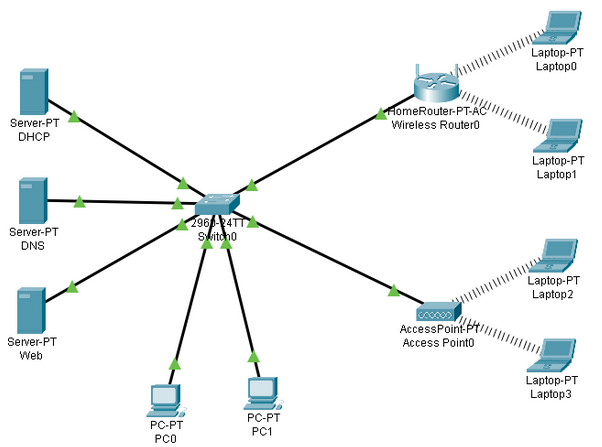 Laptop-PT
Laptop0
HomeRouter-PT-AC
Wireless Router0
Server-PT
DHCP
Laptop-PT
Laptop1
Server-PT
DNS
2960-24TT
Switch0
Laptop-PT
Laptop2
AccessPoint-PT
Access Point0
Server-PT
Web
Laptop-PT
Laptop3
PC-PT
PC0
PC-PT
PC1